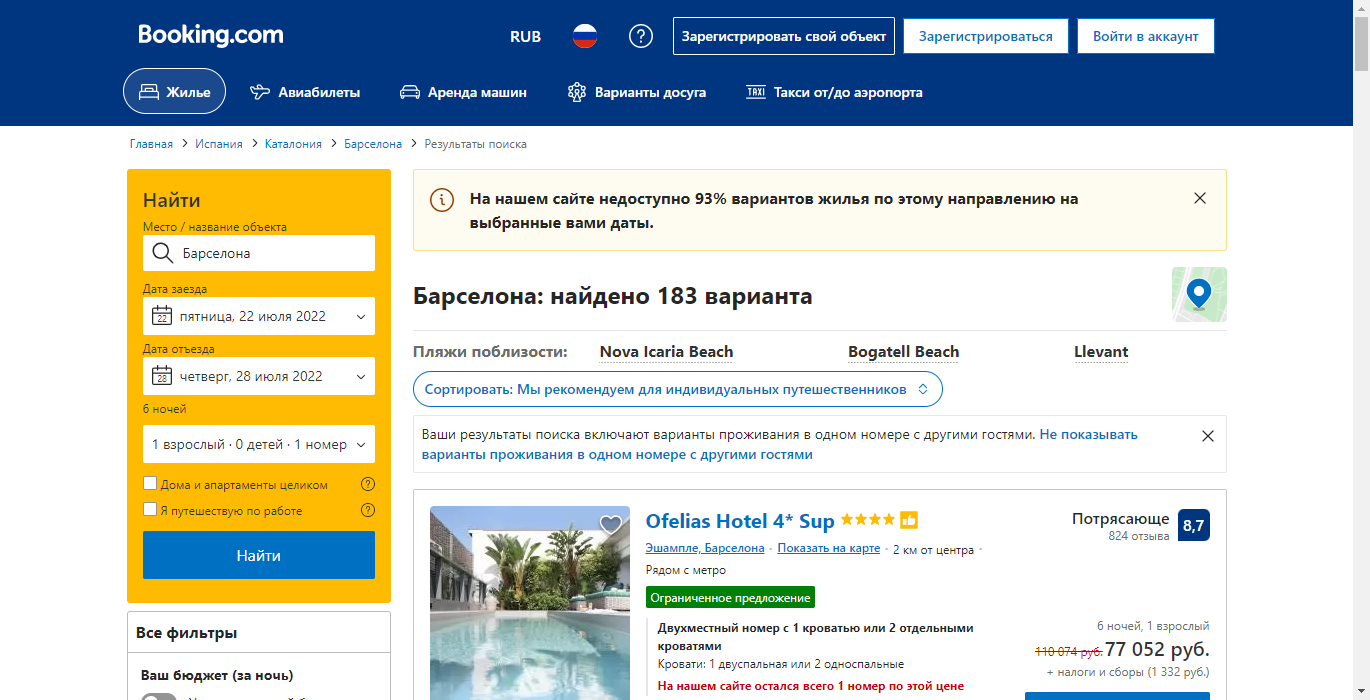 Booking.com
RUB
?
Зарегистрировать свой объект
Зарегистрироваться
Войти в аккаунт
Жилье
Авиабилеты
Аренда машин
Варианты досуга
TAXI Такси от/до аэропорта
Главная > Испания > Каталония > Барселона > Результаты поиска
Найти
Место / название объекта
Барселона
Дата заезда
22 пятница, 22 июля 2022
Дата отъезда
28 четверг, 28 июля 2022
6 ночей
1 взрослый · 0 детей · 1 номер
Дома и апартаменты целиком ?
Я путешествую по работе ?
Найти
Все фильтры
Ваш бюджет (за ночь)
На нашем сайте недоступно 93% вариантов жилья по этому направлению на
выбранные вами даты.
Барселона: найдено 183 варианта
Пляжи поблизости: Nova Icaria Beach Bogatell Beach Llevant
Сортировать: Мы рекомендуем для индивидуальных путешественников
Ваши результаты поиска включают варианты проживания в одном номере с другими гостями. Не показывать
варианты проживания в одном номере с другими гостями
Ofelias Hotel 4* Sup
Эшампле, Барселона · Показать на карте · 2 км от центра ·
Рядом с метро
Ограниченное предложение
Двухместный номер с 1 кроватью или 2 отдельными
кроватями
Кровати: 1 двуспальная или 2 односпальные
На нашем сайте остался всего 1 номер по этой цене
Потрясающе 8,7
824 отзыва
6 ночей, 1 взрослый
110 074 руб. 77 052 руб.
+ налоги и сборы (1 332 руб.)